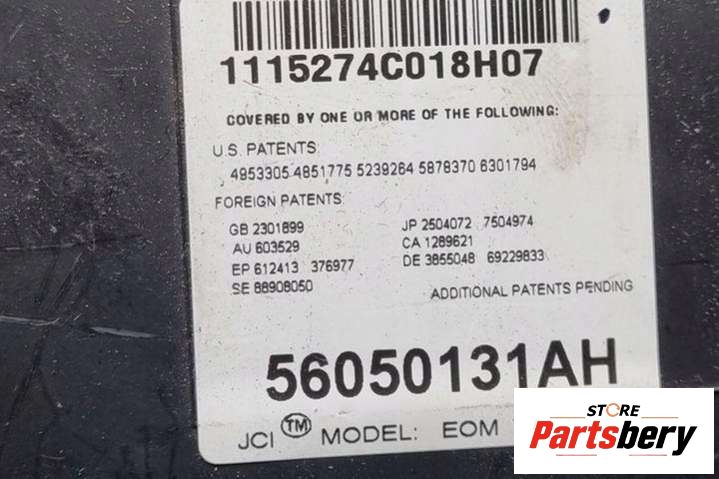 1115274C018H07
COVERED BY ONE OR MORE OF THE FOLLOWING:
U.S. PATENTS:
4953305 4851775 5239264 5878370 6301794
FOREIGN PATENTS:
GB 2301899 JP 2504072 7504974
AU 603529 CA 1289621
EP 612413 376977 DE 3855048 69229833
SE 88908050
ADDITIONAL PATENTS PENDING
56050131AH
JCI TM MODEL: EOM
STORE
Partsbery